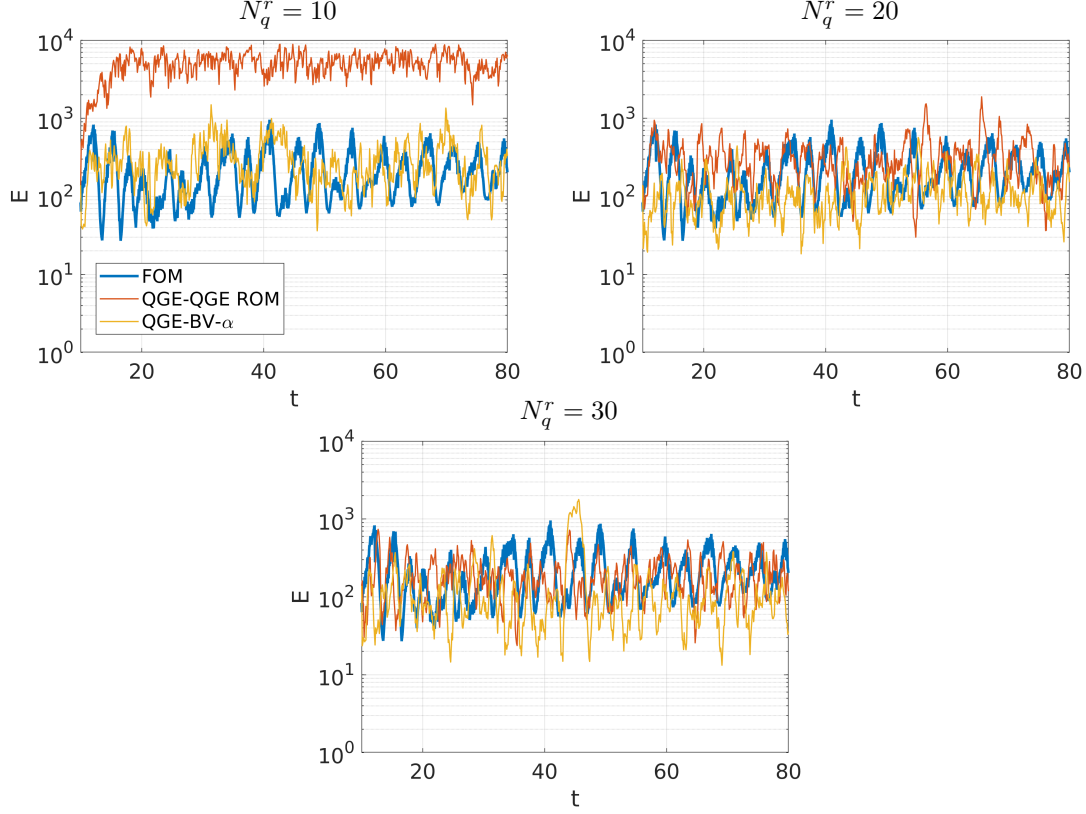 $N_q^r = 10$
$10^4$
$10^3$
$10^2$
$10^1$
$10^0$
E
20 40 60 80
t
FOM
QGE-QGE ROM
QGE-BV-α
$N_q^r = 20$
$10^4$
$10^3$
$10^2$
$10^1$
$10^0$
E
20 40 60 80
t
$N_q^r = 30$
$10^4$
$10^3$
$10^2$
$10^1$
$10^0$
E
20 40 60 80
t